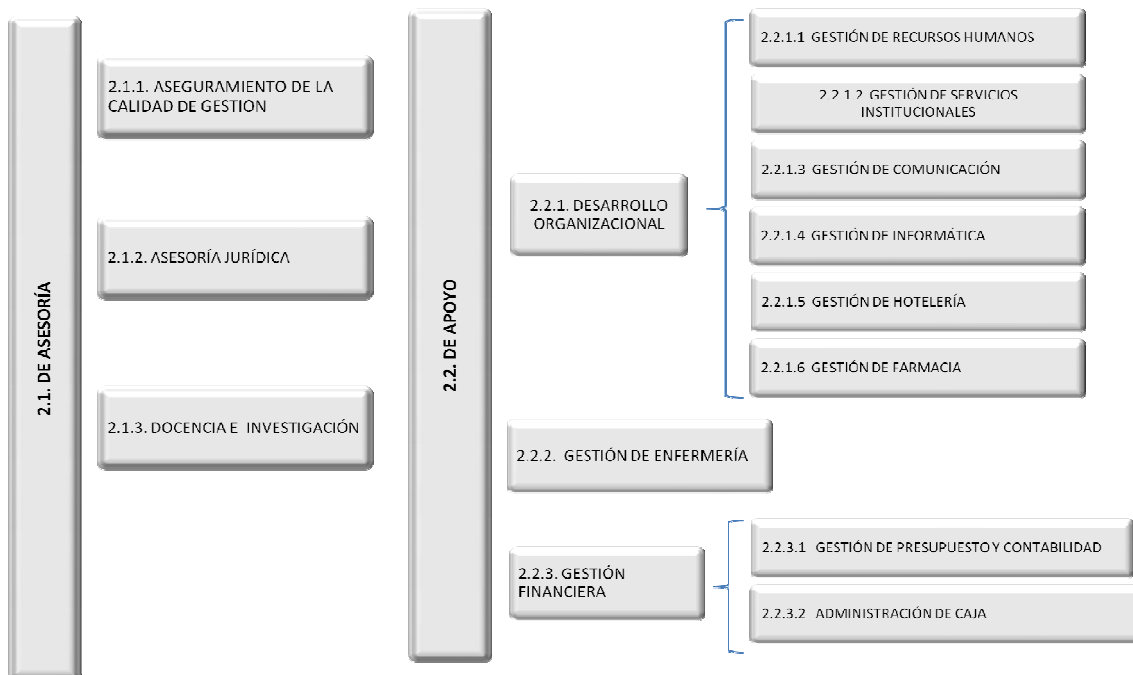 2.1. DE ASESORÍA
2.1.1. ASEGURAMIENTO DE LA
CALIDAD DE GESTION
2.1.2. ASESORÍA JURÍDICA
2.1.3. DOCENCIA E INVESTIGACIÓN
2.2. DE APOYO
2.2.1. DESARROLLO
ORGANIZACIONAL
2.2.1.1 GESTIÓN DE RECURSOS HUMANOS
2.2.1.2. GESTIÓN DE SERVICIOS
INSTITUCIONALES
2.2.1.3 GESTIÓN DE COMUNICACIÓN
2.2.1.4 GESTIÓN DE INFORMÁTICA
2.2.1.5 GESTIÓN DE HOTELERÍA
2.2.1.6 GESTIÓN DE FARMACIA
2.2.2. GESTIÓN DE ENFERMERÍA
2.2.3. GESTIÓN
FINANCIERA
2.2.3.1 GESTIÓN DE PRESUPUESTO Y CONTABILIDAD
2.2.3.2 ADMINISTRACIÓN DE CAJA